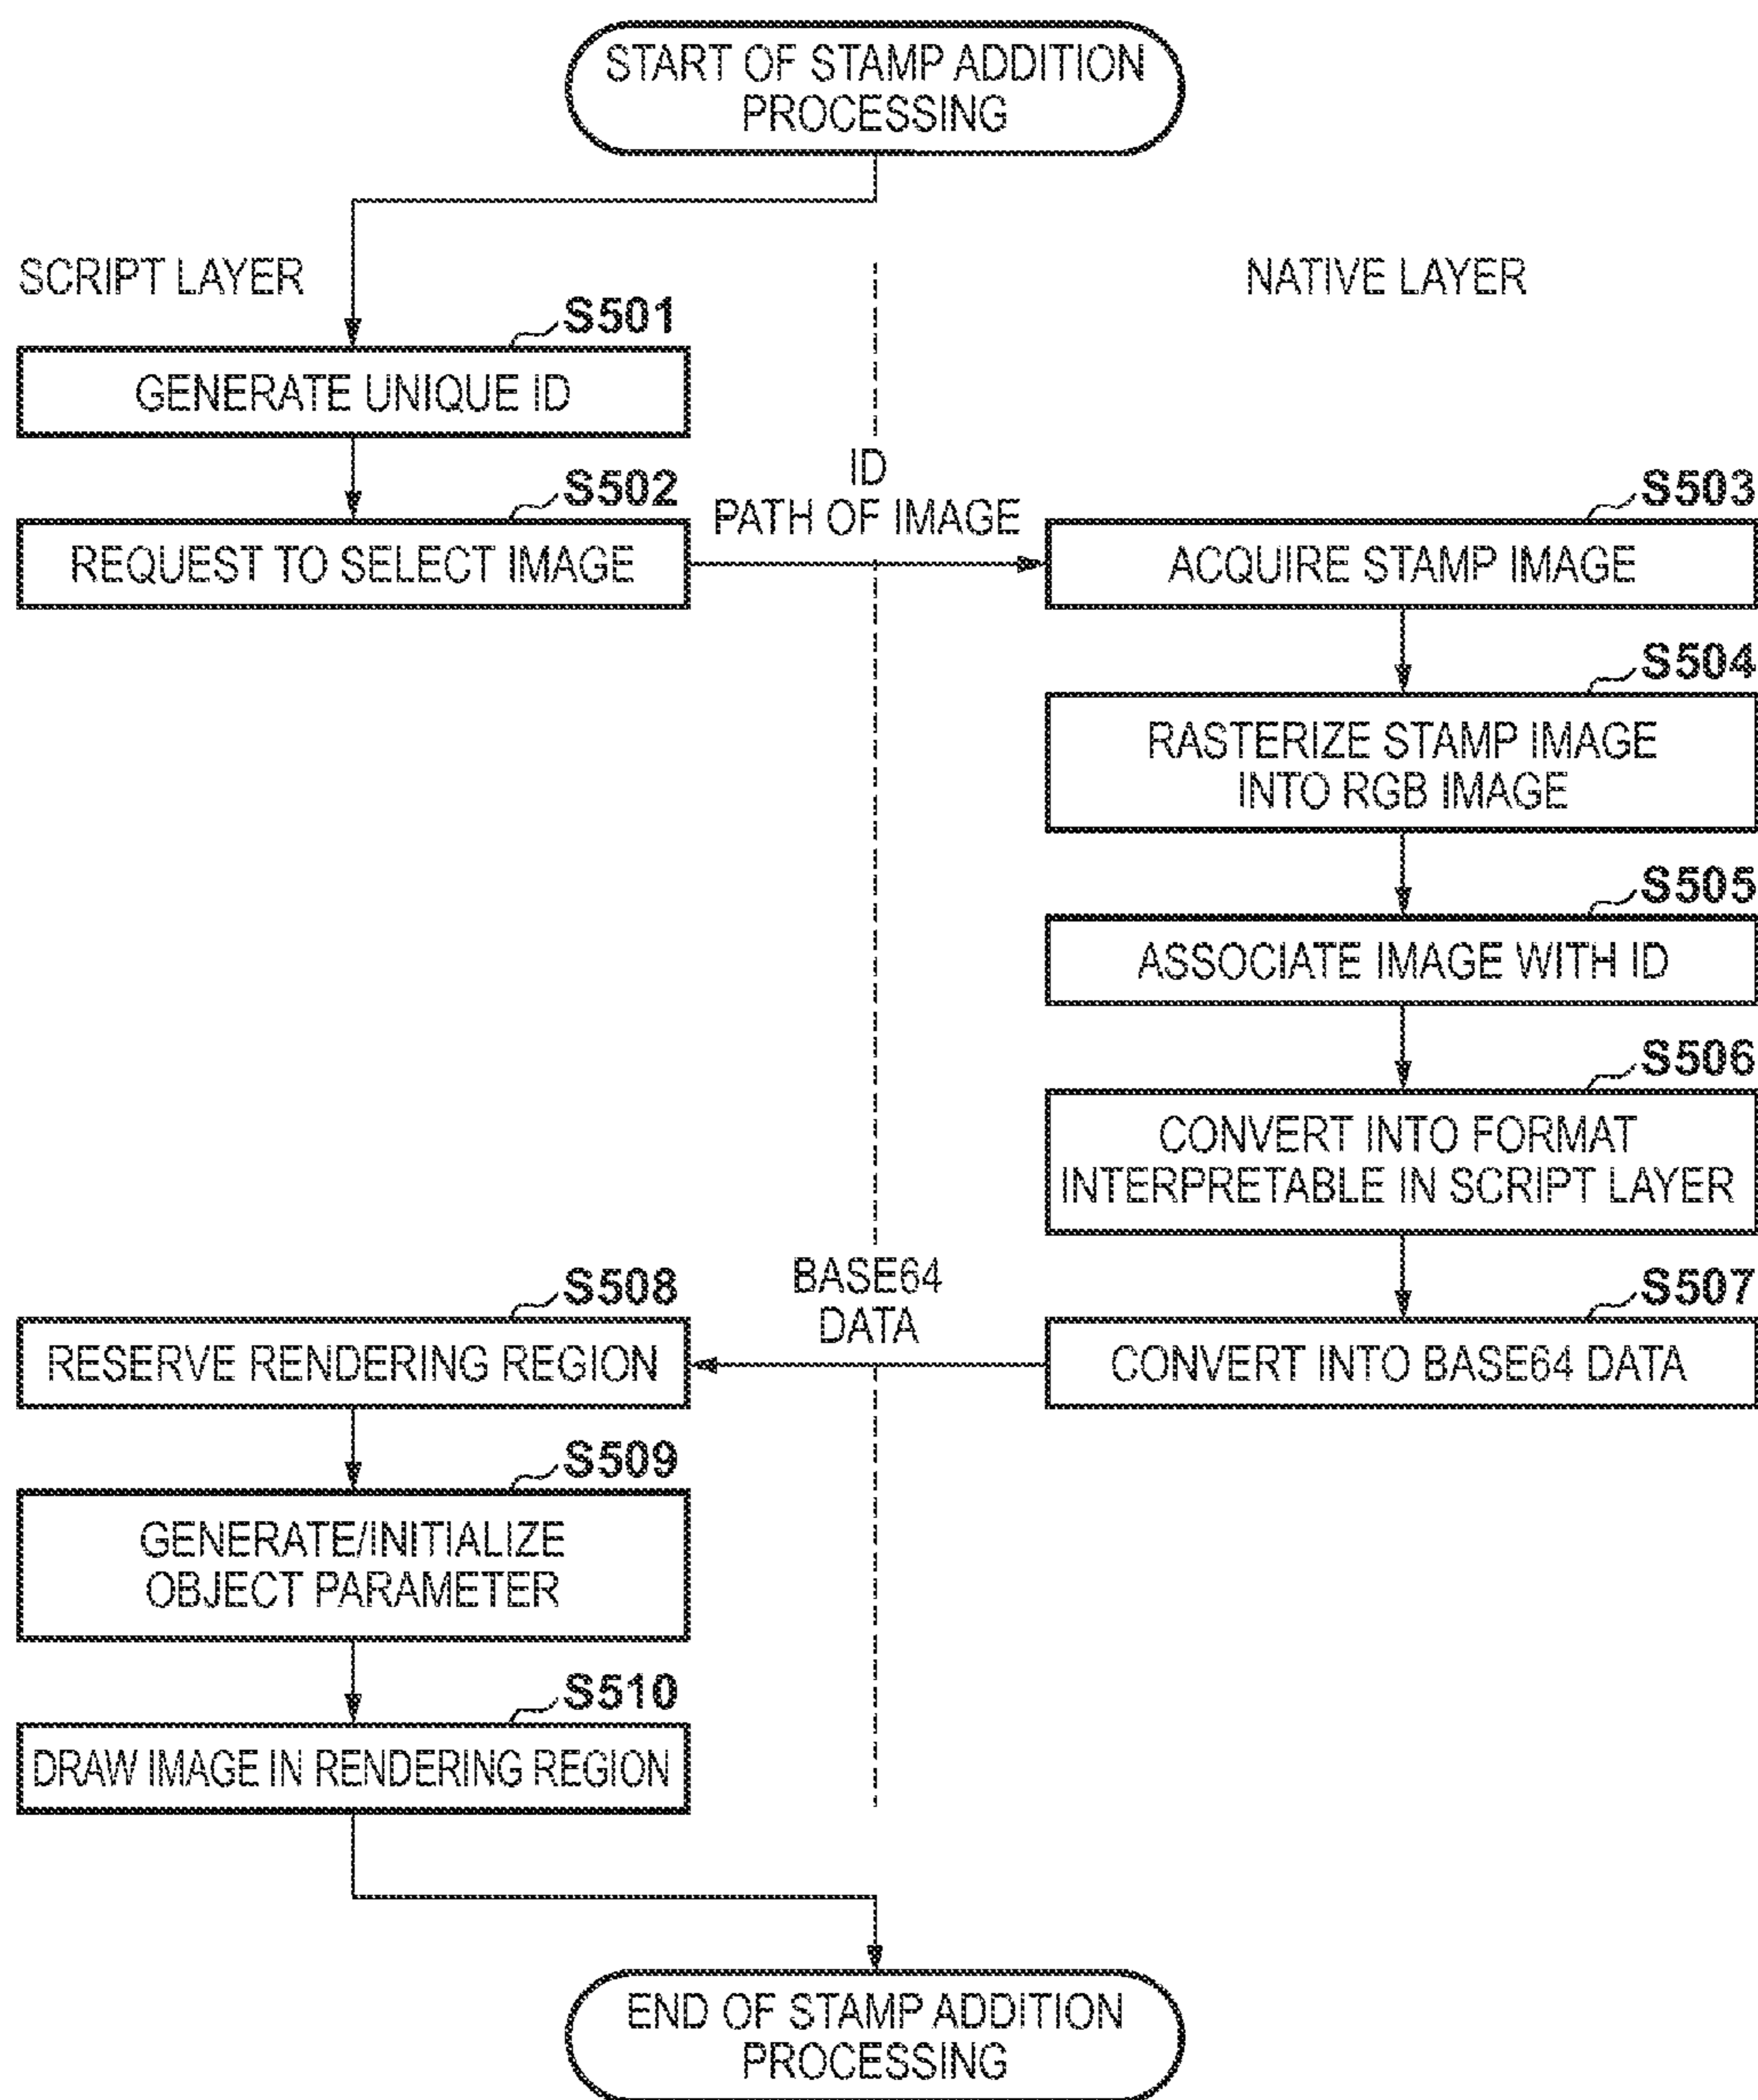 START OF STAMP ADDITION
PROCESSING
SCRIPT LAYER
NATIVE LAYER
S501
GENERATE UNIQUE ID
S502
REQUEST TO SELECT IMAGE
ID
PATH OF IMAGE
S503
ACQUIRE STAMP IMAGE
S504
RASTERIZE STAMP IMAGE
INTO RGB IMAGE
S505
ASSOCIATE IMAGE WITH ID
S506
CONVERT INTO FORMAT
INTERPRETABLE IN SCRIPT LAYER
S507
CONVERT INTO BASE64 DATA
BASE64
DATA
S508
RESERVE RENDERING REGION
S509
GENERATE/INITIALIZE
OBJECT PARAMETER
S510
DRAW IMAGE IN RENDERING REGION
END OF STAMP ADDITION
PROCESSING